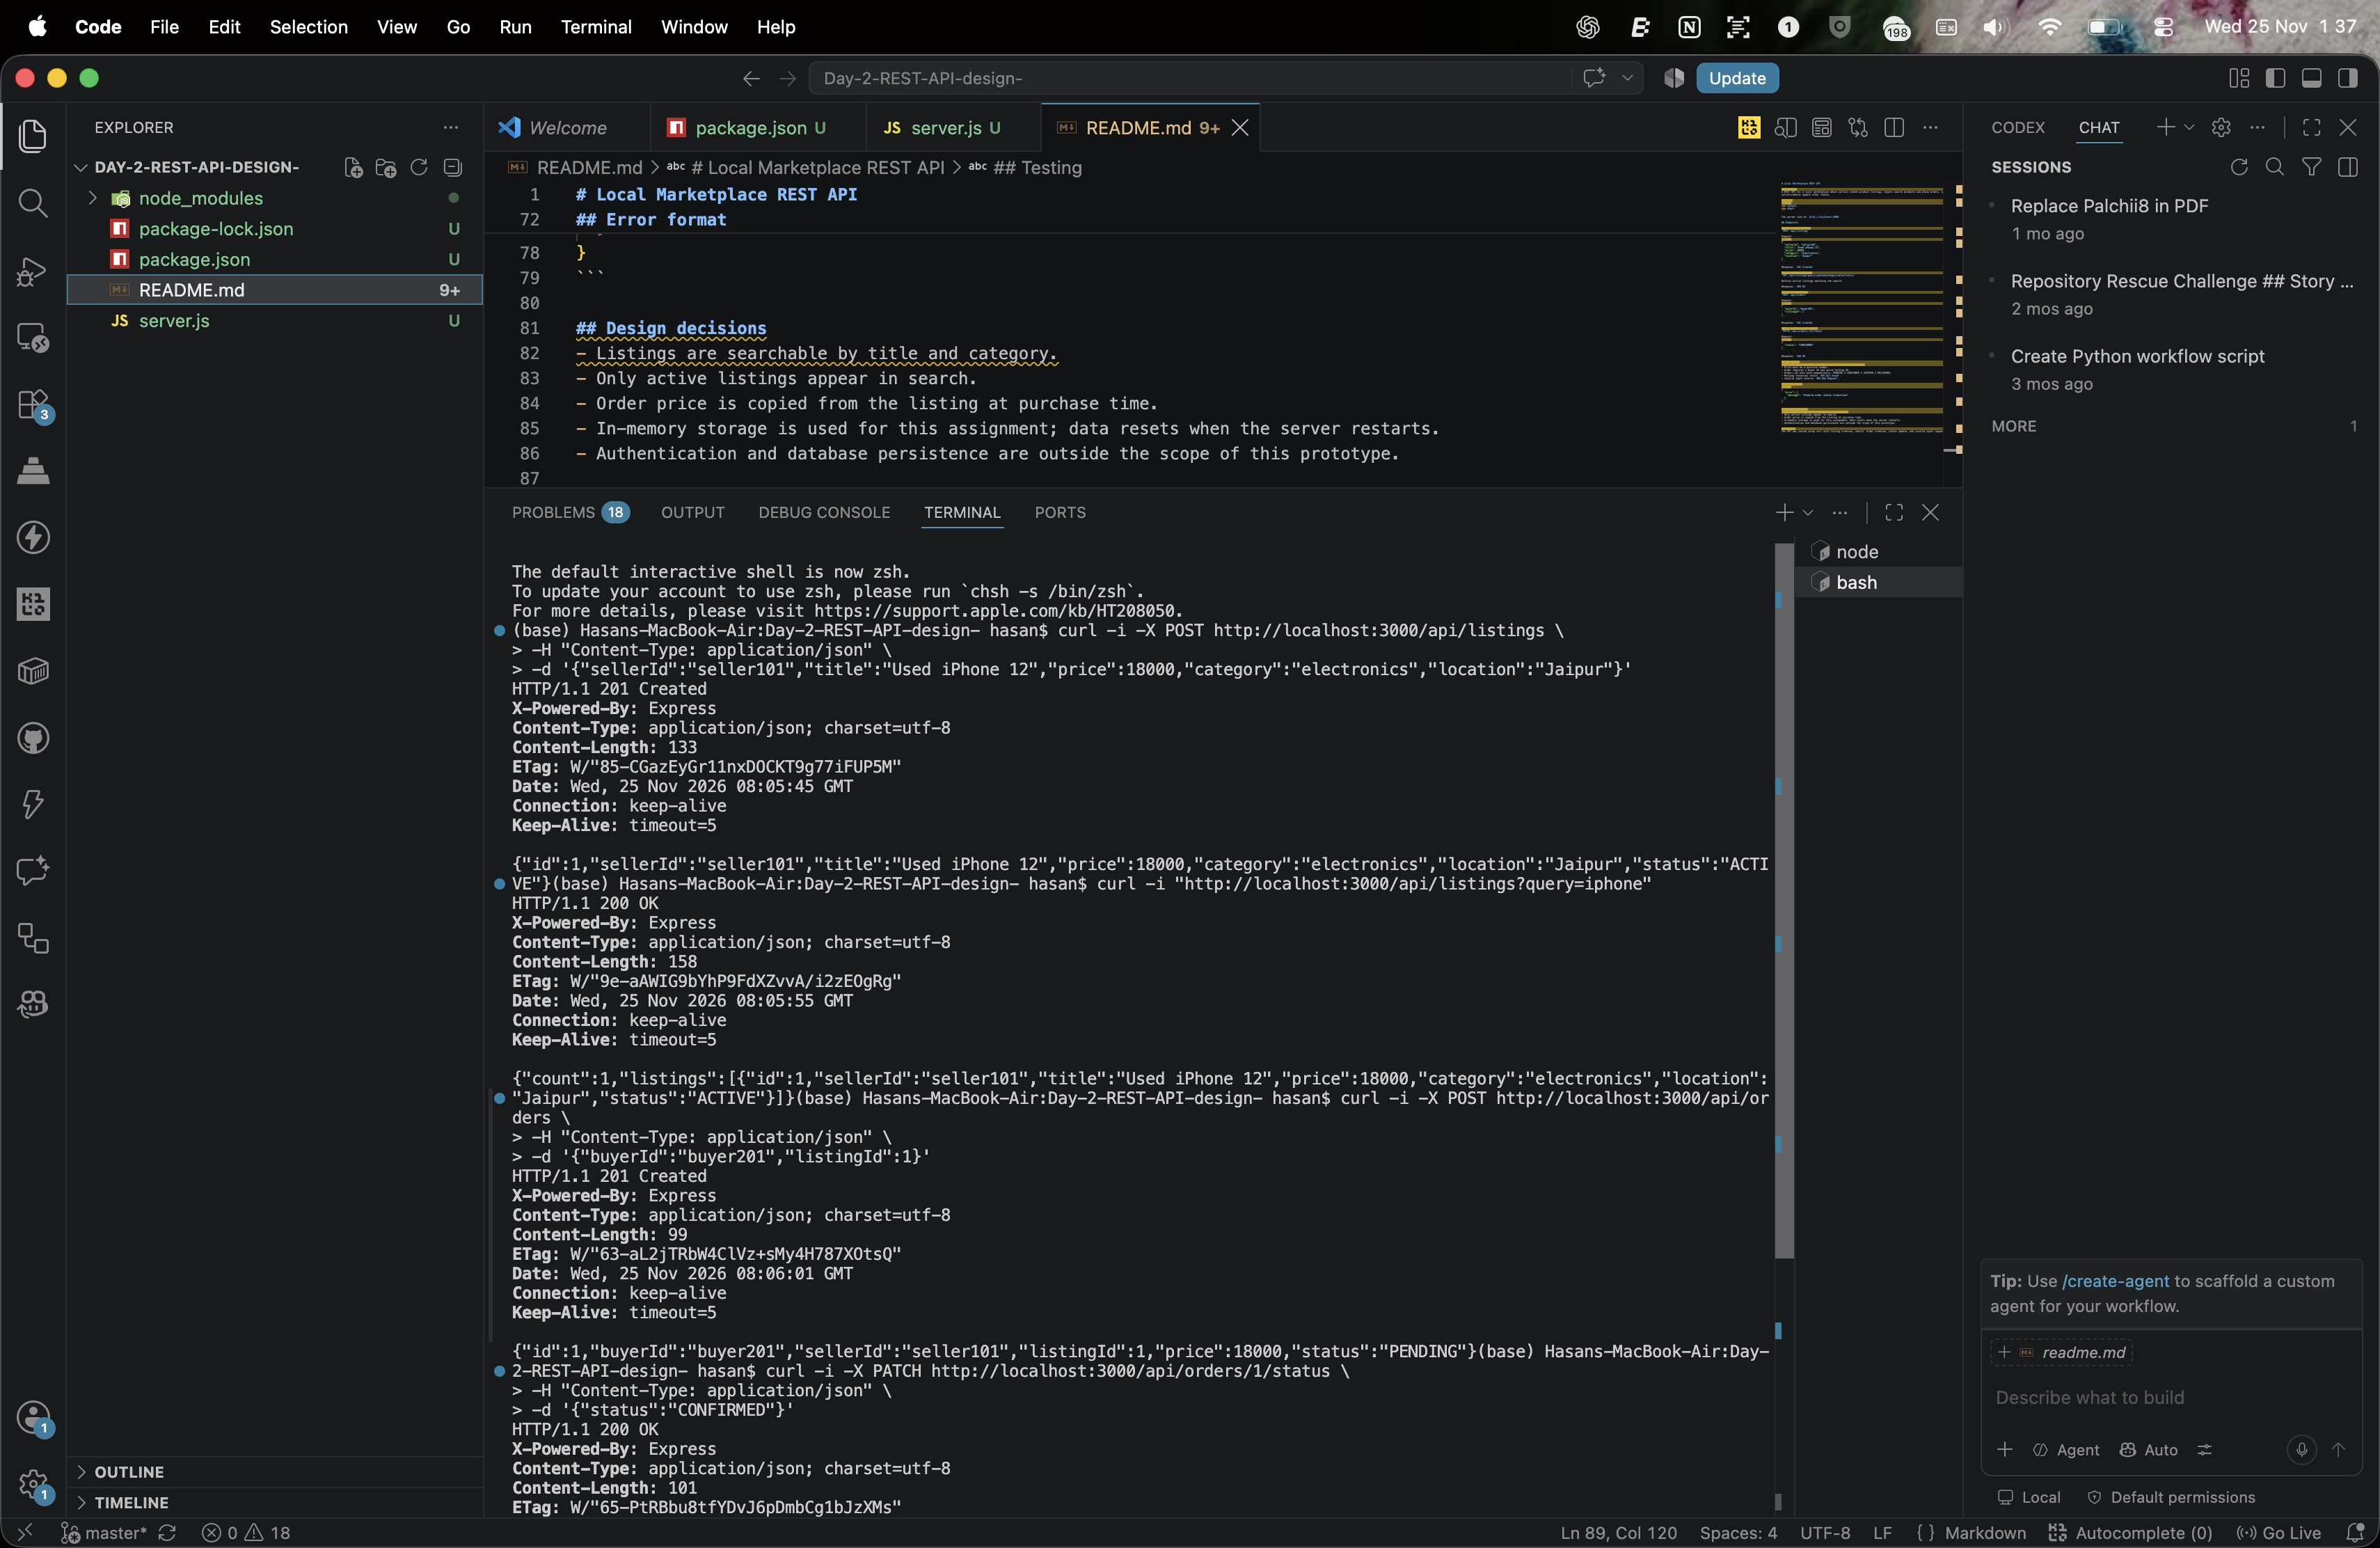 Code File Edit Selection View Go Run Terminal Window Help
1 198 Wed 25 Nov 1 37
Day-2-REST-API-design-
Update
EXPLORER
DAY-2-REST-API-DESIGN-
node_modules
package-lock.json U
package.json U
README.md 9+
JS server.js U
3
1
1
OUTLINE
TIMELINE
Welcome
package.json U
JS server.js U
README.md 9+
README.md > abc # Local Marketplace REST API > abc ## Testing
1 # Local Marketplace REST API
72 ## Error format
78 }
79 ```
80
81 ## Design decisions
82 - Listings are searchable by title and category.
83 - Only active listings appear in search.
84 - Order price is copied from the listing at purchase time.
85 - In-memory storage is used for this assignment; data resets when the server restarts.
86 - Authentication and database persistence are outside the scope of this prototype.
87
PROBLEMS 18 OUTPUT DEBUG CONSOLE TERMINAL PORTS
node
bash
The default interactive shell is now zsh.
To update your account to use zsh, please run `chsh -s /bin/zsh`.
For more details, please visit https://support.apple.com/kb/HT208050.
(base) Hasans-MacBook-Air:Day-2-REST-API-design- hasan$ curl -i -X POST http://localhost:3000/api/listings \
> -H "Content-Type: application/json" \
> -d '{"sellerId":"seller101","title":"Used iPhone 12","price":18000,"category":"electronics","location":"Jaipur"}'
HTTP/1.1 201 Created
X-Powered-By: Express
Content-Type: application/json; charset=utf-8
Content-Length: 133
ETag: W/"85-CGazEyGr11nxDOCKT9g77iFUP5M"
Date: Wed, 25 Nov 2026 08:05:45 GMT
Connection: keep-alive
Keep-Alive: timeout=5

{"id":1,"sellerId":"seller101","title":"Used iPhone 12","price":18000,"category":"electronics","location":"Jaipur","status":"ACTI
VE"}(base) Hasans-MacBook-Air:Day-2-REST-API-design- hasan$ curl -i "http://localhost:3000/api/listings?query=iphone"
HTTP/1.1 200 OK
X-Powered-By: Express
Content-Type: application/json; charset=utf-8
Content-Length: 158
ETag: W/"9e-aAWIG9bYhP9FdXZvvA/i2zEOgRg"
Date: Wed, 25 Nov 2026 08:05:55 GMT
Connection: keep-alive
Keep-Alive: timeout=5

{"count":1,"listings":[{"id":1,"sellerId":"seller101","title":"Used iPhone 12","price":18000,"category":"electronics","location":
"Jaipur","status":"ACTIVE"}]}(base) Hasans-MacBook-Air:Day-2-REST-API-design- hasan$ curl -i -X POST http://localhost:3000/api/or
ders \
> -H "Content-Type: application/json" \
> -d '{"buyerId":"buyer201","listingId":1}'
HTTP/1.1 201 Created
X-Powered-By: Express
Content-Type: application/json; charset=utf-8
Content-Length: 99
ETag: W/"63-aL2jTRbW4ClVz+sMy4H787XOtsQ"
Date: Wed, 25 Nov 2026 08:06:01 GMT
Connection: keep-alive
Keep-Alive: timeout=5

{"id":1,"buyerId":"buyer201","sellerId":"seller101","listingId":1,"price":18000,"status":"PENDING"}(base) Hasans-MacBook-Air:Day-
2-REST-API-design- hasan$ curl -i -X PATCH http://localhost:3000/api/orders/1/status \
> -H "Content-Type: application/json" \
> -d '{"status":"CONFIRMED"}'
HTTP/1.1 200 OK
X-Powered-By: Express
Content-Type: application/json; charset=utf-8
Content-Length: 101
ETag: W/"65-PtRBbu8tfYDvJ6pDmbCg1bJzXMs"
CODEX CHAT
SESSIONS
Replace Palchii8 in PDF
1 mo ago
Repository Rescue Challenge ## Story ...
2 mos ago
Create Python workflow script
3 mos ago
MORE 1
Tip: Use /create-agent to scaffold a custom
agent for your workflow.
readme.md
Describe what to build
Agent Auto
Local Default permissions
master* 0 18
Ln 89, Col 120 Spaces: 4 UTF-8 LF {} Markdown Autocomplete (0) Go Live